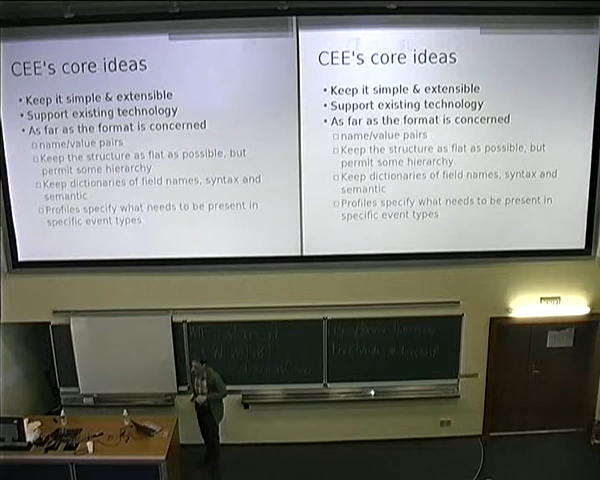 CEE's core ideas
• Keep it simple & extensible
• Support existing technology
• As far as the format is concerned
□ name/value pairs
□ Keep the structure as flat as possible, but
permit some hierarchy
□ Keep dictionaries of field names, syntax and
semantic
□ Profiles specify what needs to be present in
specific event types
CEE's core ideas
• Keep it simple & extensible
• Support existing technology
• As far as the format is concerned
□ name/value pairs
□ Keep the structure as flat as possible, but
permit some hierarchy
□ Keep dictionaries of field names, syntax and
semantic
□ Profiles specify what needs to be present in
specific event types